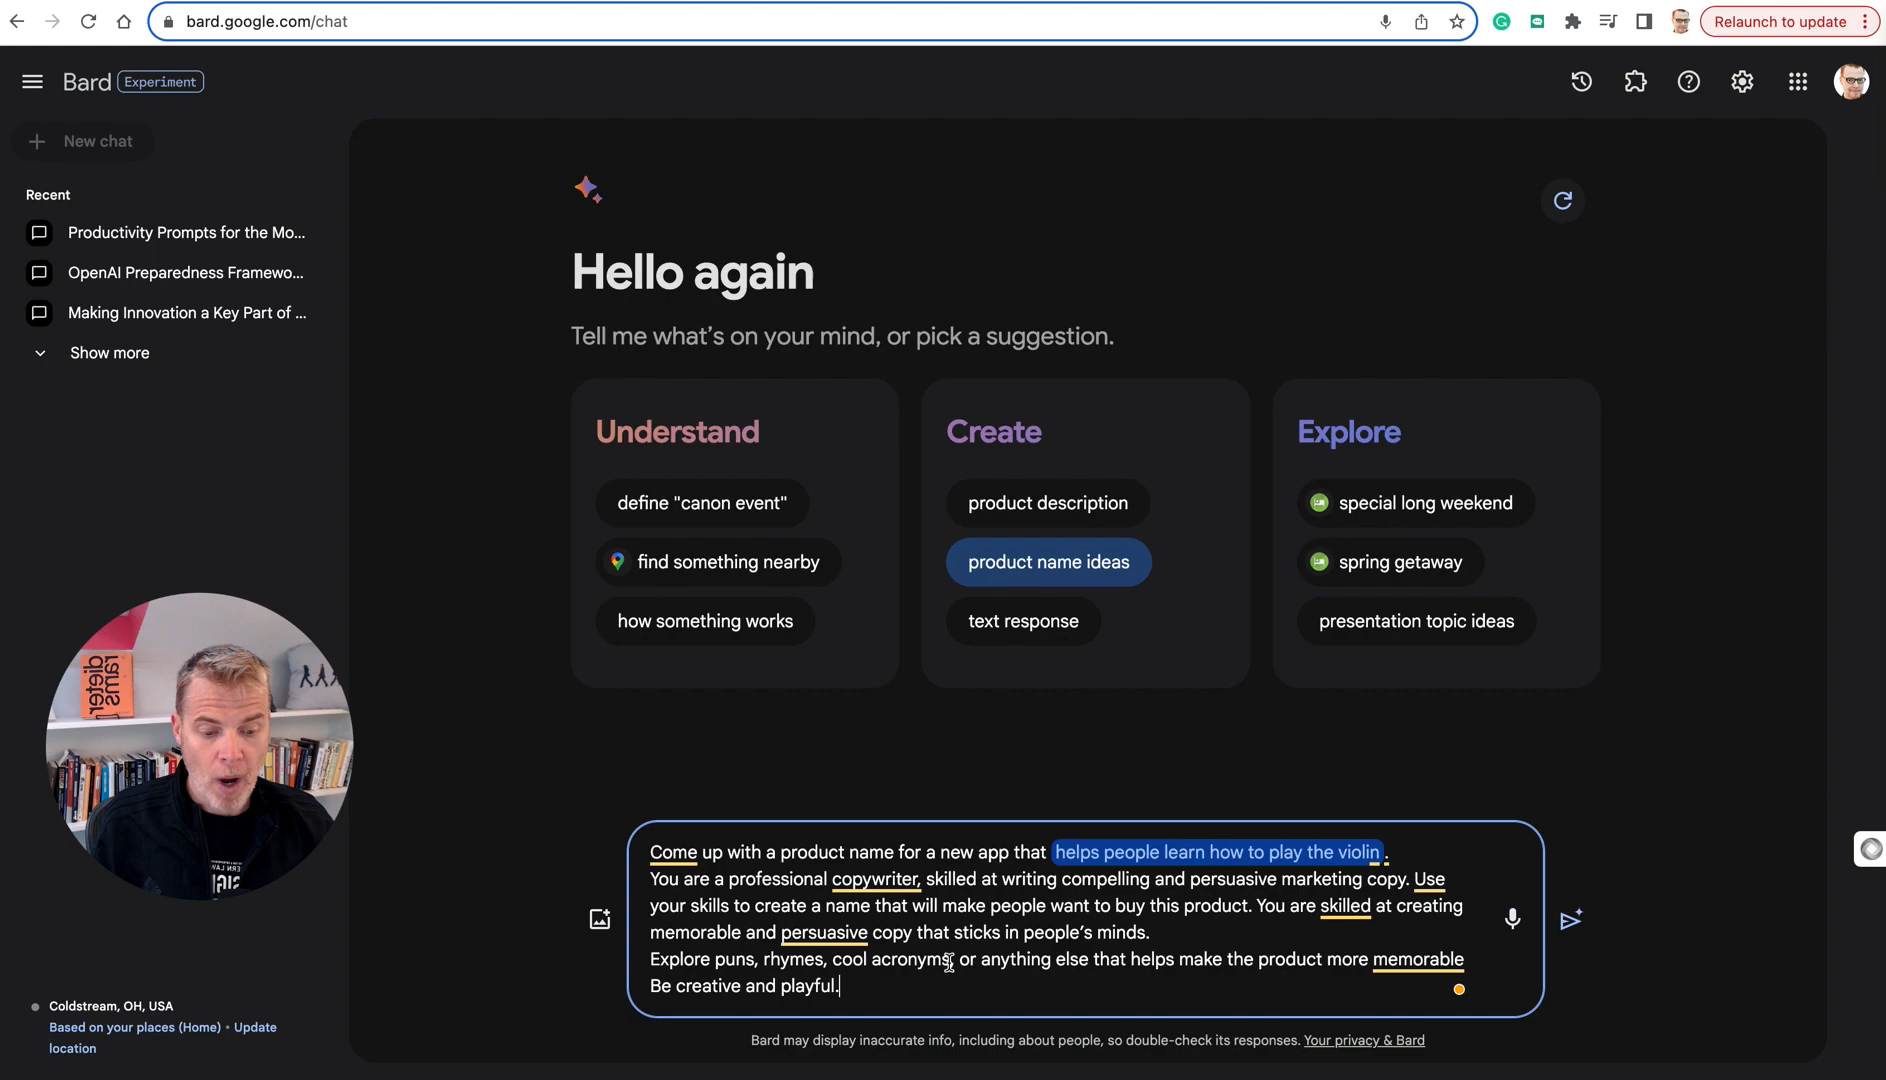 bard.google.com/chat
Relaunch to update
Bard Experiment
New chat
Recent
Productivity Prompts for the Mo...
OpenAI Preparedness Framewo...
Making Innovation a Key Part of ...
Show more
Hello again
Tell me what's on your mind, or pick a suggestion.
Understand
define "canon event"
find something nearby
how something works
Create
product description
product name ideas
text response
Explore
special long weekend
spring getaway
presentation topic ideas
dieter
rams
Come up with a product name for a new app that helps people learn how to play the violin .
You are a professional copywriter, skilled at writing compelling and persuasive marketing copy. Use
your skills to create a name that will make people want to buy this product. You are skilled at creating
memorable and persuasive copy that sticks in people's minds.
Explore puns, rhymes, cool acronyms, or anything else that helps make the product more memorable
Be creative and playful.
Coldstream, OH, USA
Based on your places (Home) • Update
location
Bard may display inaccurate info, including about people, so double-check its responses. Your privacy & Bard